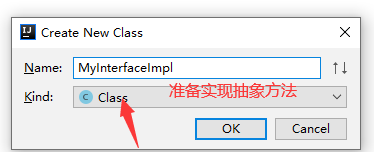 Create New Class
Name: MyInterfaceImpl
Kind: Class 准备实现抽象方法
OK Cancel